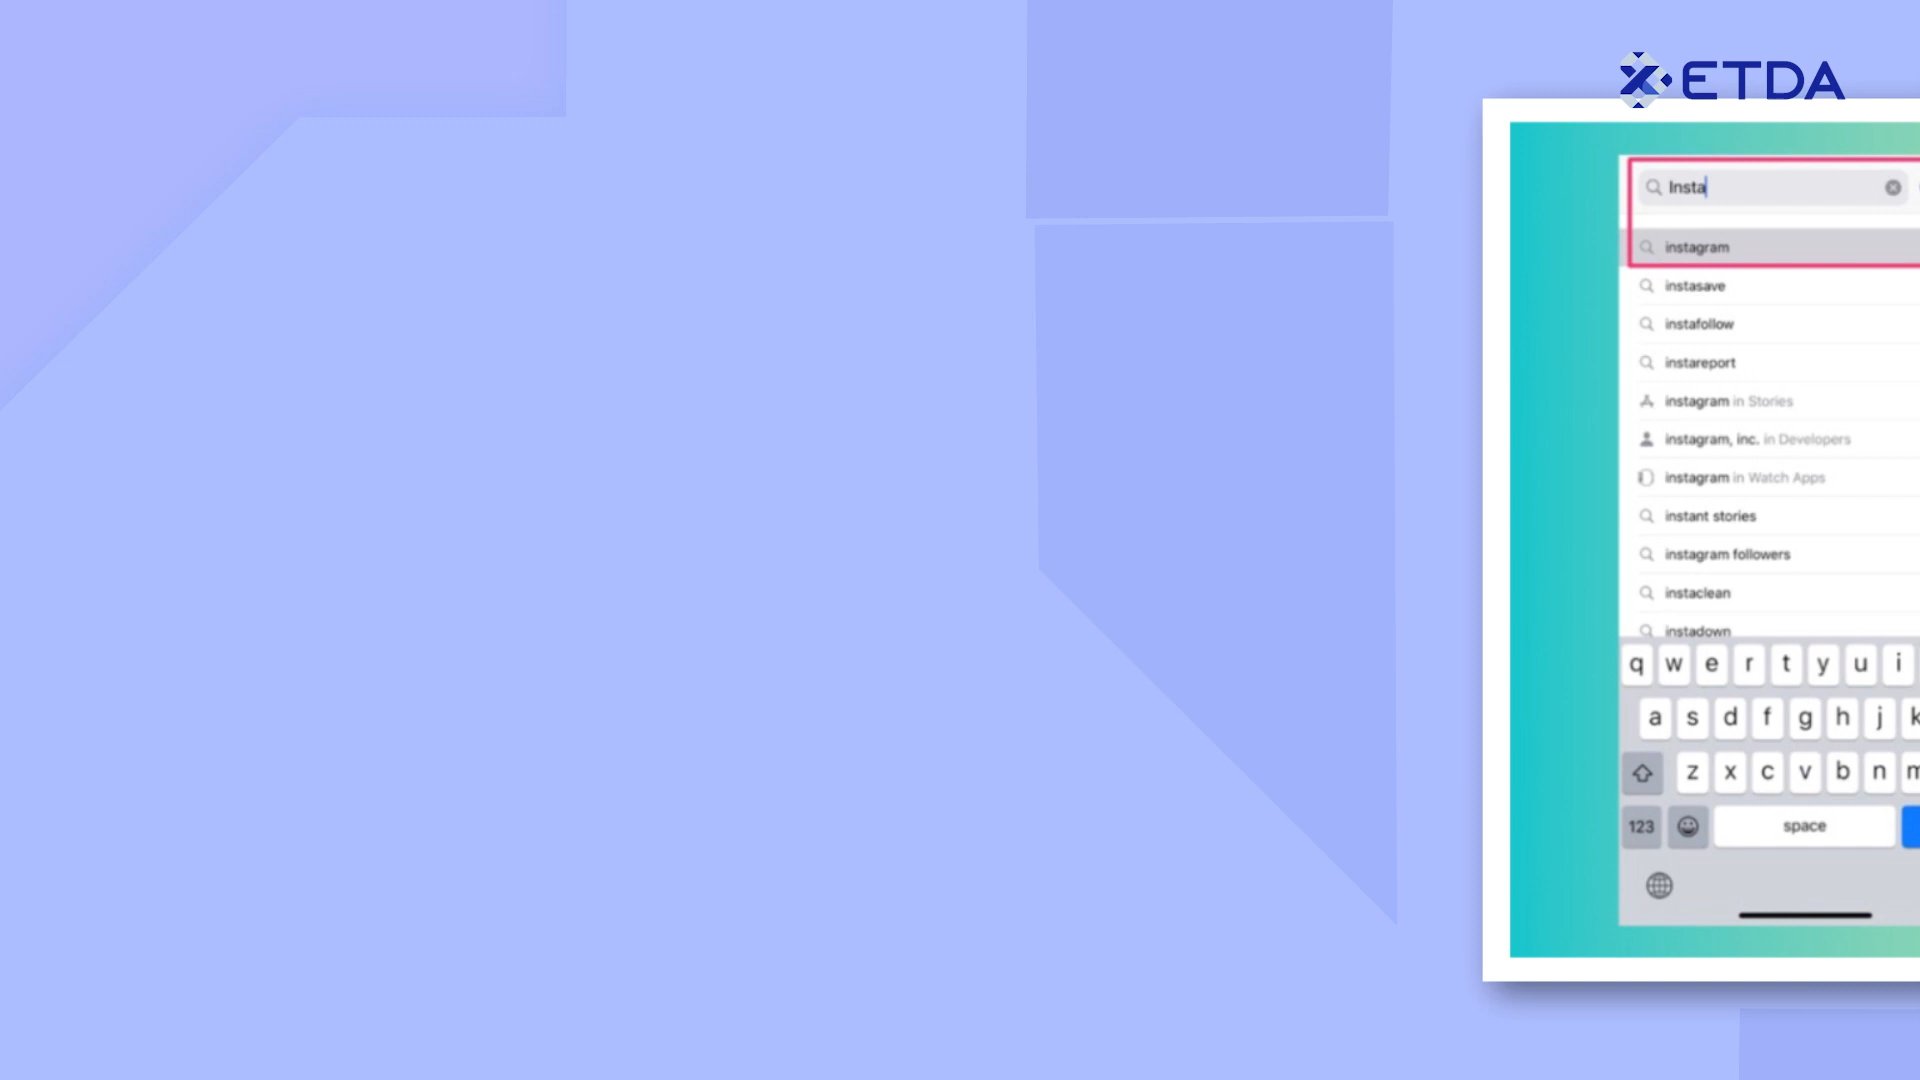 ETDA
Insta
instagram
instasave
instafollow
instareport
instagram in Stories
instagram, inc. in Developers
instagram in Watch Apps
instant stories
instagram followers
instaclean
instadown
q w e r t y u i
a s d f g h j k
z x c v b n m
123 space